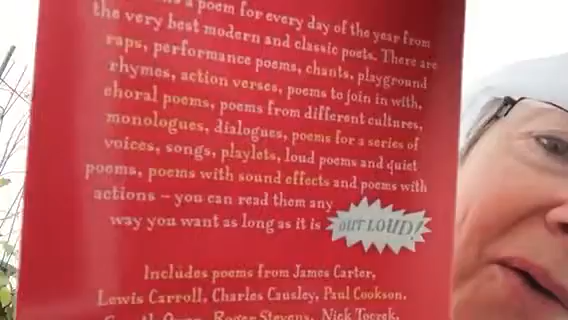 a poem for every day of the year from
the very best modern and classic poets. There are
raps, performance poems, chants, playground
rhymes, action verses, poems to join in with,
choral poems, poems from different cultures,
monologues, dialogues, poems for a series of
voices, songs, playlets, loud poems and quiet
poems, poems with sound effects and poems with
actions – you can read them any
way you want as long as it is OUT LOUD!
Includes poems from James Carter,
Lewis Carroll, Charles Causley, Paul Cookson,
Gareth Owen, Roger Stevens, Nick Toczek,